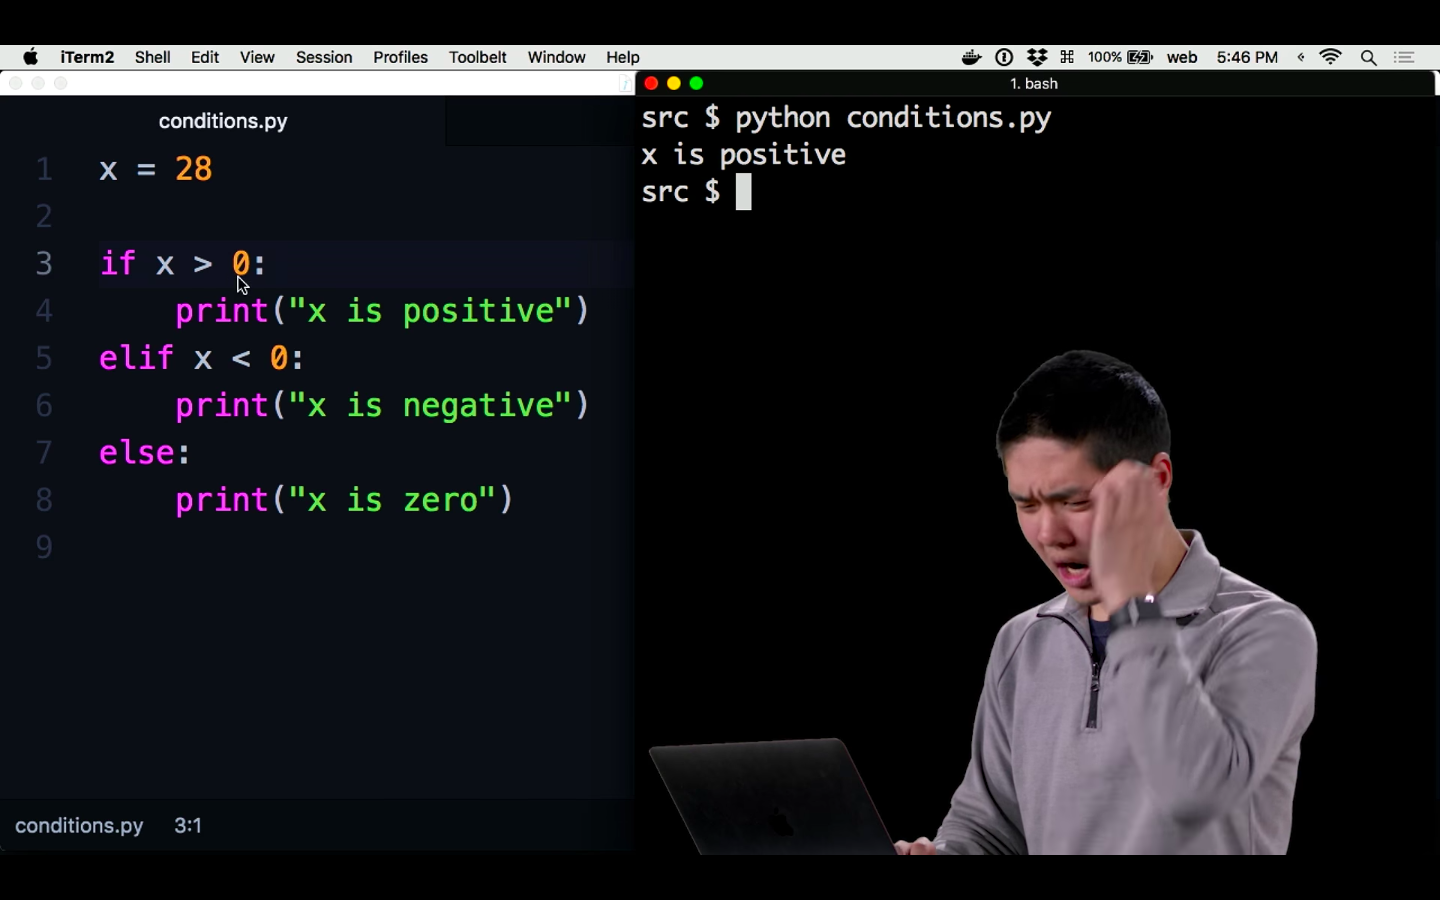 iTerm2 Shell Edit View Session Profiles Toolbelt Window Help 100% web 5:46 PM
conditions.py
1 x = 28
2
3 if x > 0:
4     print("x is positive")
5 elif x < 0:
6     print("x is negative")
7 else:
8     print("x is zero")
9
conditions.py 3:1
1. bash
src $ python conditions.py
x is positive
src $